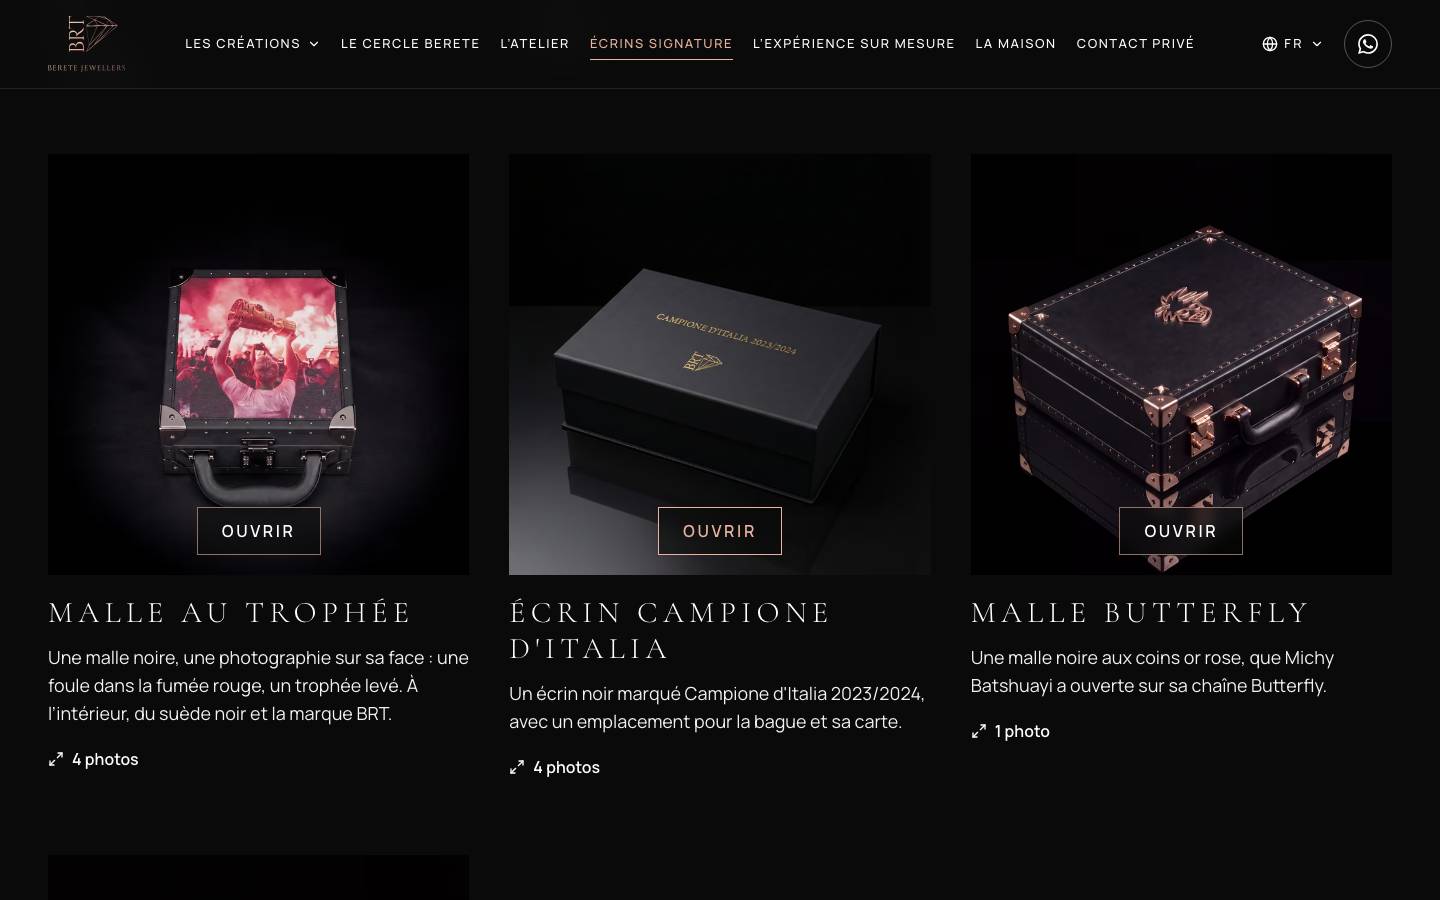 BRT
BERETE JEWELLERS
LES CRÉATIONS
LE CERCLE BERETE
L'ATELIER
ÉCRINS SIGNATURE
L'EXPÉRIENCE SUR MESURE
LA MAISON
CONTACT PRIVÉ
FR
CAMPIONE D'ITALIA 2023/2024
BRT
OUVRIR
OUVRIR
OUVRIR
MALLE AU TROPHÉE
Une malle noire, une photographie sur sa face : une
foule dans la fumée rouge, un trophée levé. À
l'intérieur, du suède noir et la marque BRT.
4 photos
ÉCRIN CAMPIONE
D'ITALIA
Un écrin noir marqué Campione d'Italia 2023/2024,
avec un emplacement pour la bague et sa carte.
4 photos
MALLE BUTTERFLY
Une malle noire aux coins or rose, que Michy
Batshuayi a ouverte sur sa chaîne Butterfly.
1 photo